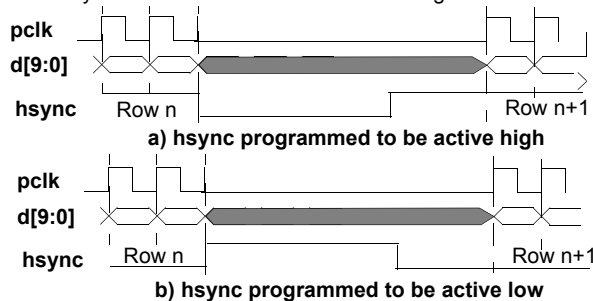 pclk
d[9:0]
hsync Row n Row n+1
a) hsync programmed to be active high
pclk
d[9:0]
hsync Row n Row n+1
b) hsync programmed to be active low